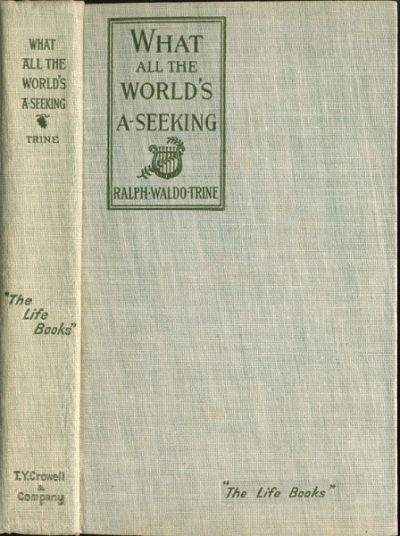 WHAT
ALL THE
WORLD'S
A-SEEKING
TRINE
"The
Life
Books"
T.Y. Crowell
&
Company
WHAT
ALL THE
WORLD'S
A-SEEKING
RALPH·WALDO·TRINE
"The Life Books"